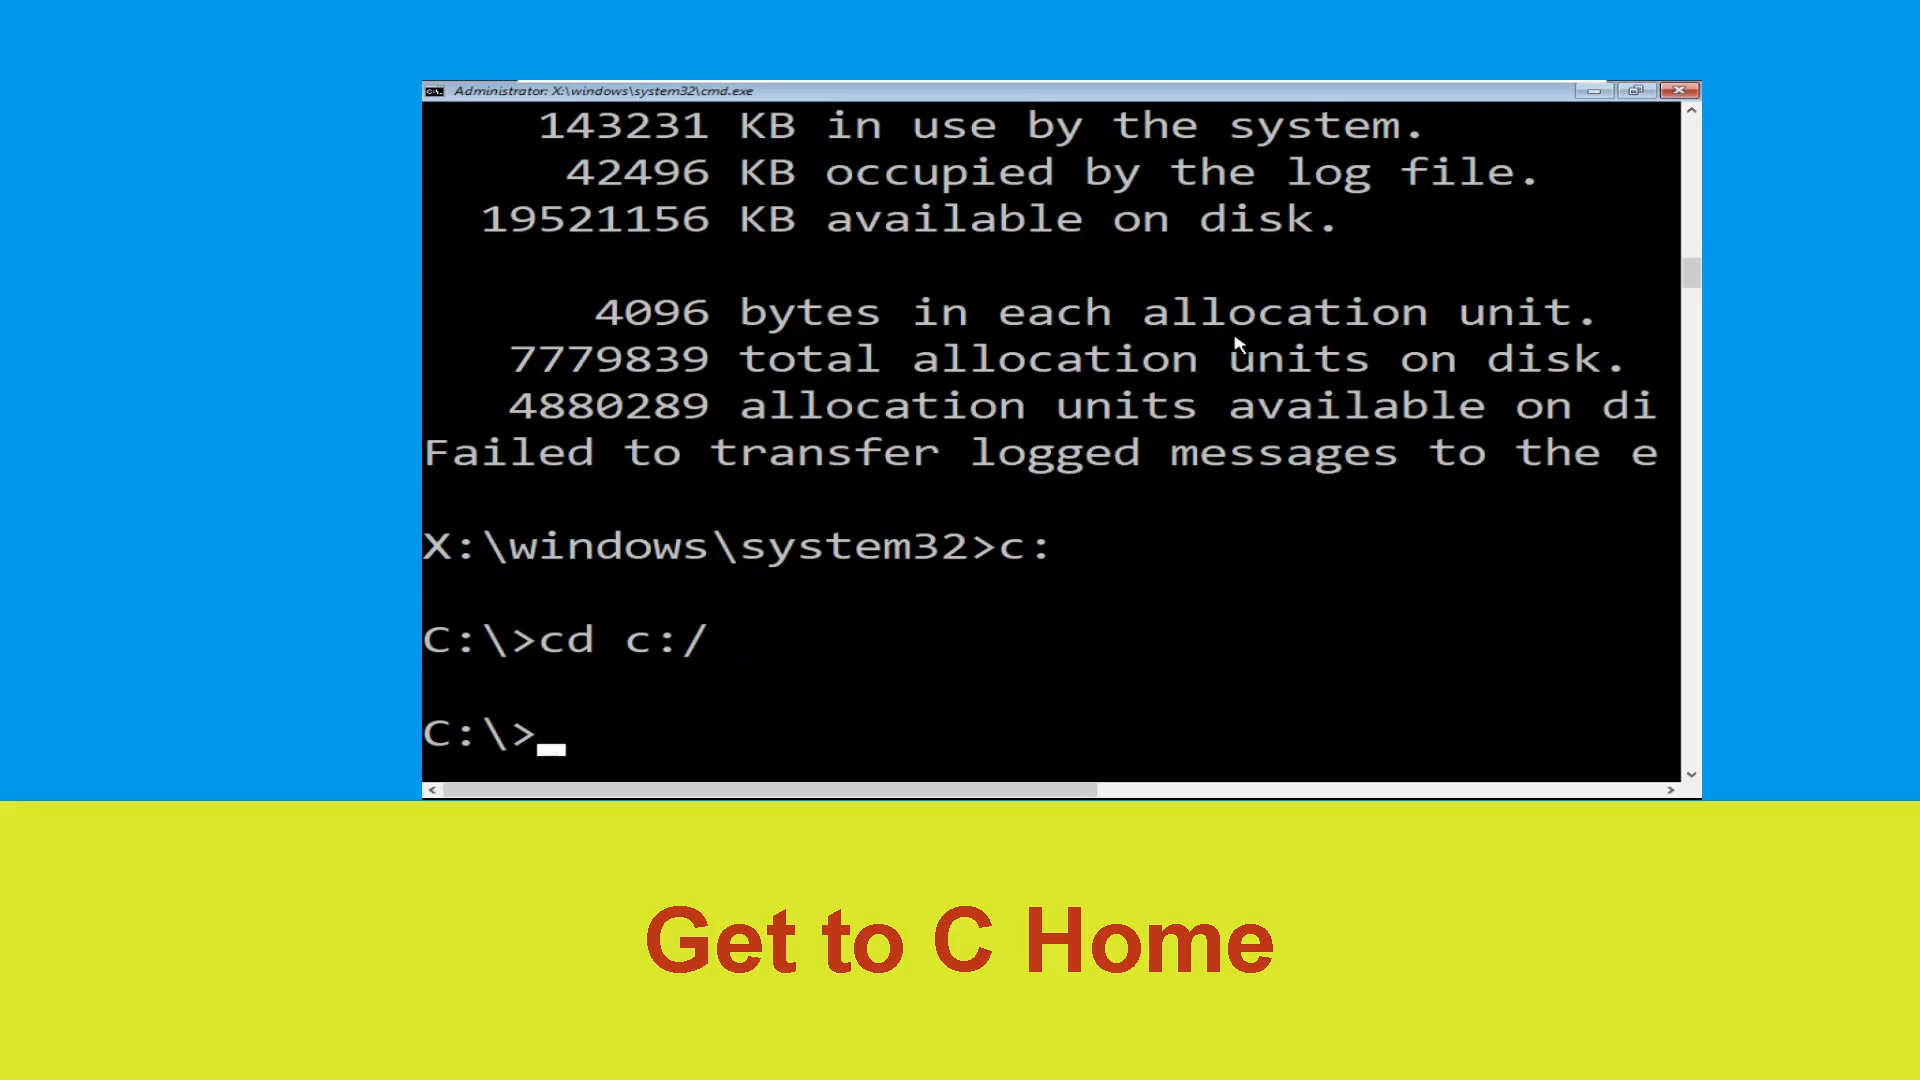 Administrator: X:\windows\system32\cmd.exe
143231 KB in use by the system.
42496 KB occupied by the log file.
19521156 KB available on disk.
4096 bytes in each allocation unit.
7779839 total allocation units on disk.
4880289 allocation units available on di
Failed to transfer logged messages to the e
X:\windows\system32>c:
C:\>cd c:/
C:\>
Get to C Home